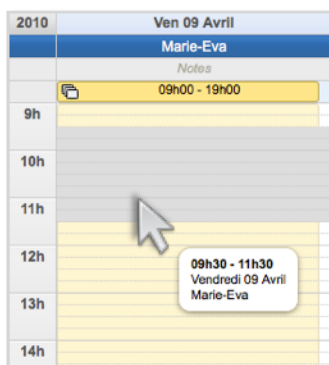 2010 Ven 09 Avril
Marie-Eva
Notes
09h00 - 19h00
9h
10h
11h
12h
09h30 - 11h30
Vendredi 09 Avril
Marie-Eva
13h
14h